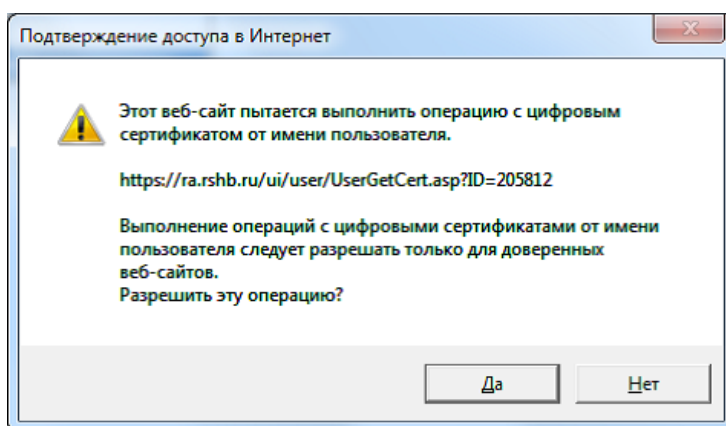 Подтверждение доступа в Интернет
Этот веб-сайт пытается выполнить операцию с цифровым
сертификатом от имени пользователя.
https://ra.rshb.ru/ui/user/UserGetCert.asp?ID=205812
Выполнение операций с цифровыми сертификатами от имени
пользователя следует разрешать только для доверенных
веб-сайтов.
Разрешить эту операцию?
Да Нет